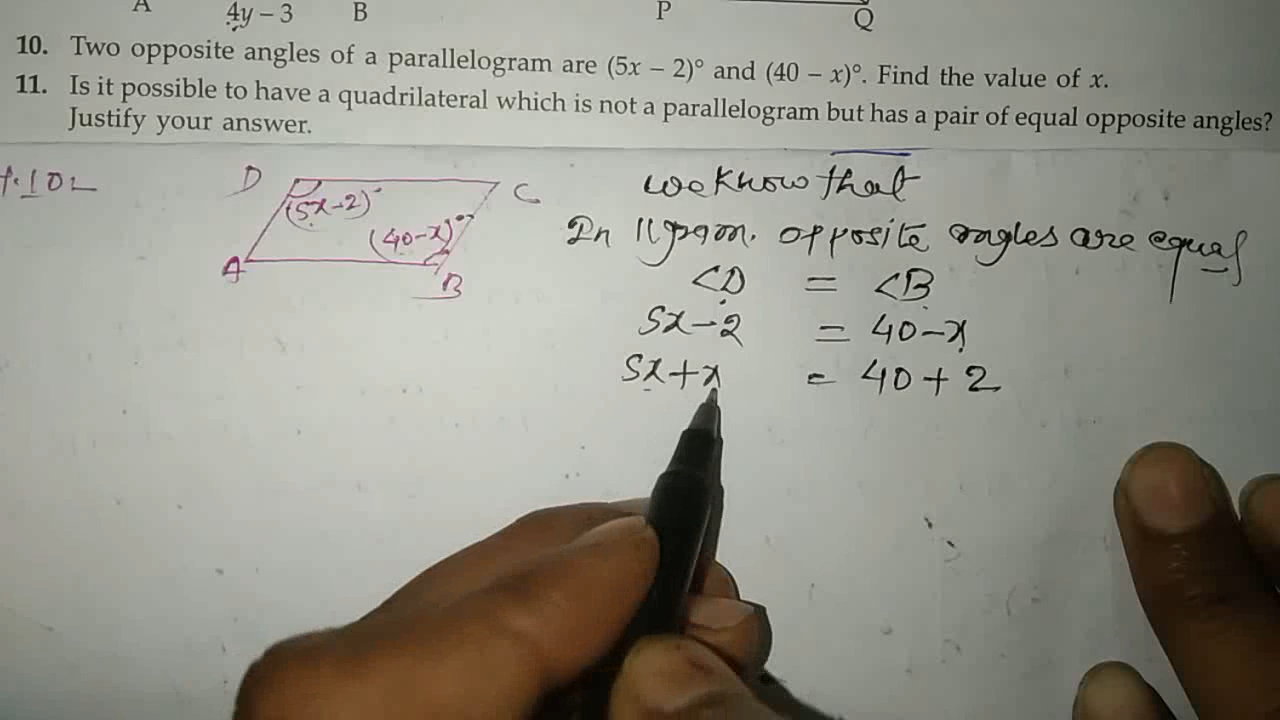 A 4y – 3 B P Q
10. Two opposite angles of a parallelogram are (5x – 2)° and (40 – x)°. Find the value of x.
11. Is it possible to have a quadrilateral which is not a parallelogram but has a pair of equal opposite angles?
Justify your answer.
D C
(5x-2)°
(40-x)°
A B
we know that
In ||gram. opposite angles are equal
<D = <B
5x-2 = 40-x
5x+x = 40+2